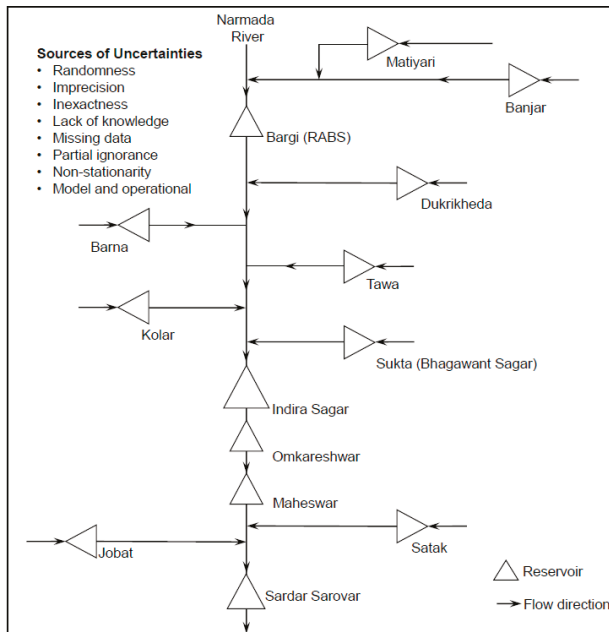 Narmada
River
Sources of Uncertainties
• Randomness
• Imprecision
• Inexactness
• Lack of knowledge
• Missing data
• Partial ignorance
• Non-stationarity
• Model and operational
Matiyari
Banjar
Bargi (RABS)
Dukrikheda
Barna
Tawa
Kolar
Sukta (Bhagawant Sagar)
Indira Sagar
Omkareshwar
Maheswar
Satak
Jobat
Reservoir
Sardar Sarovar
Flow direction